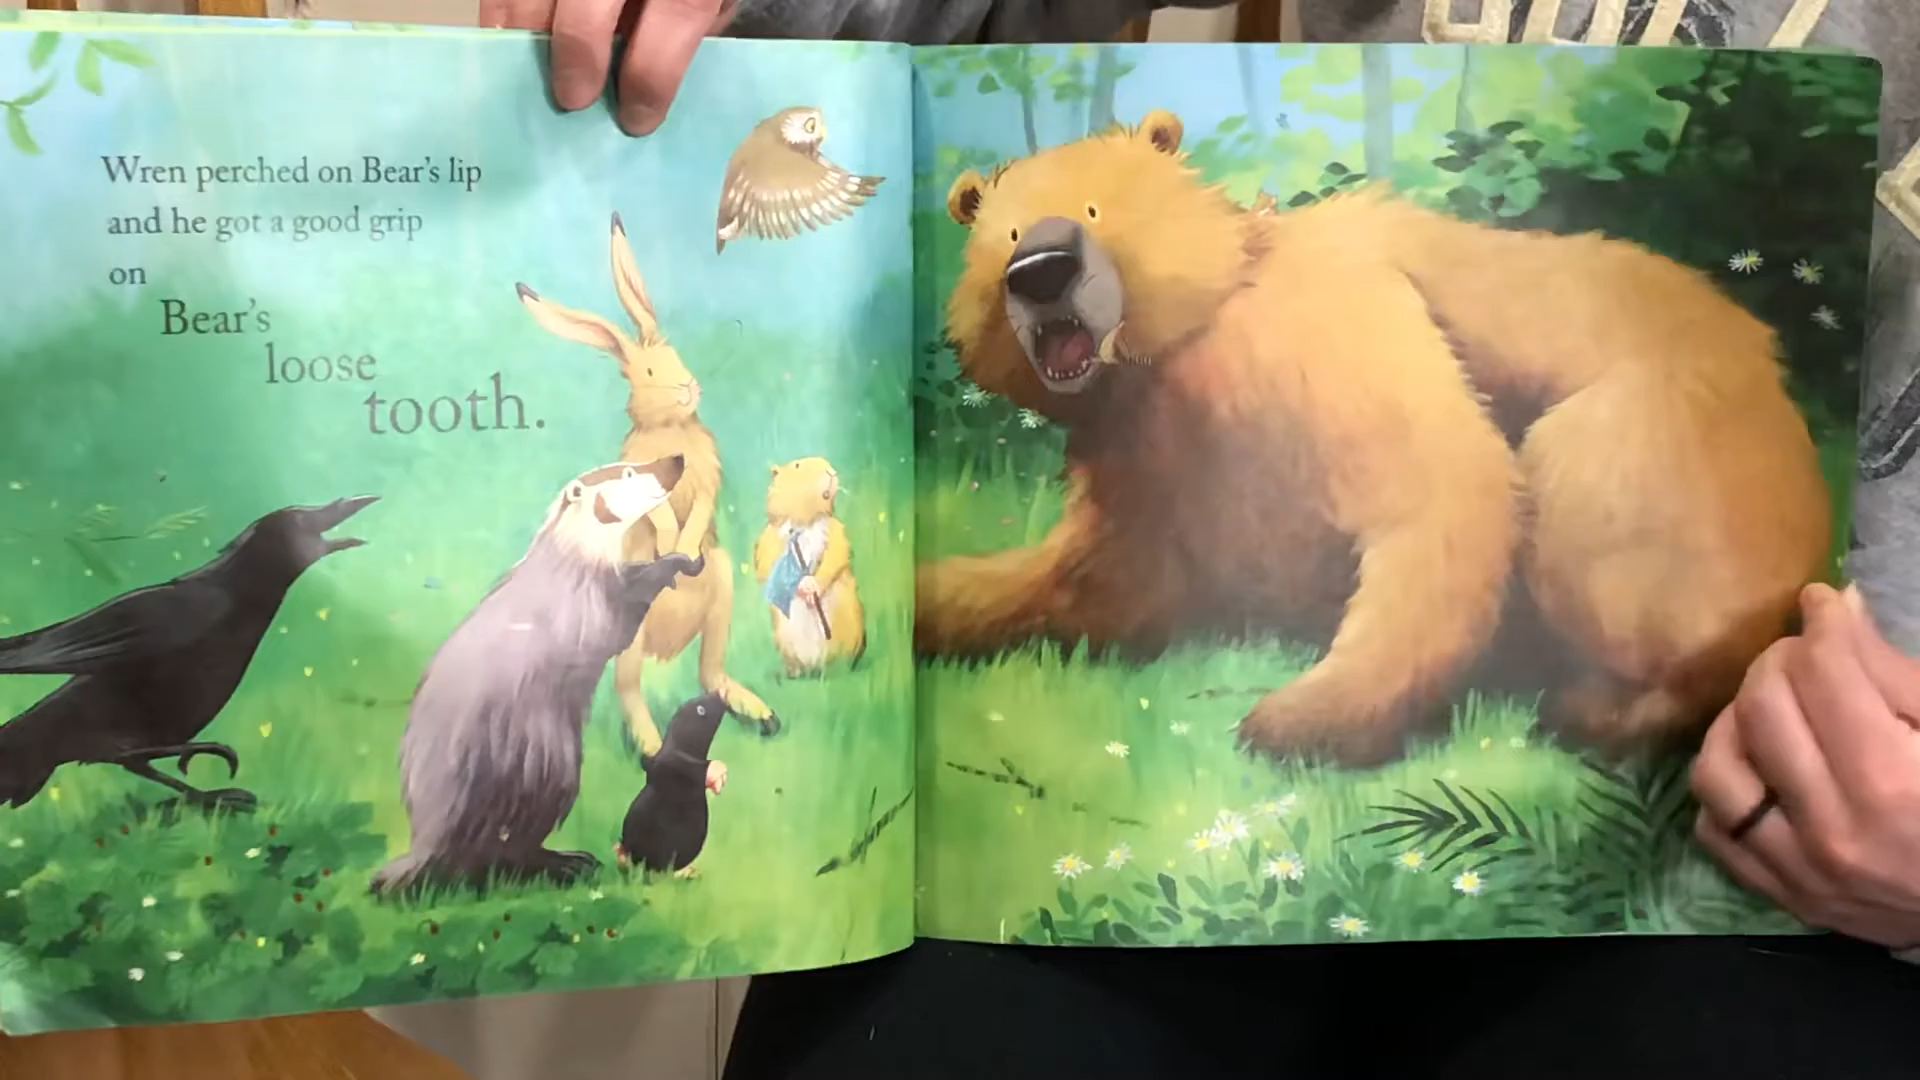 Wren perched on Bear's lip
and he got a good grip
on
Bear's
loose
tooth.